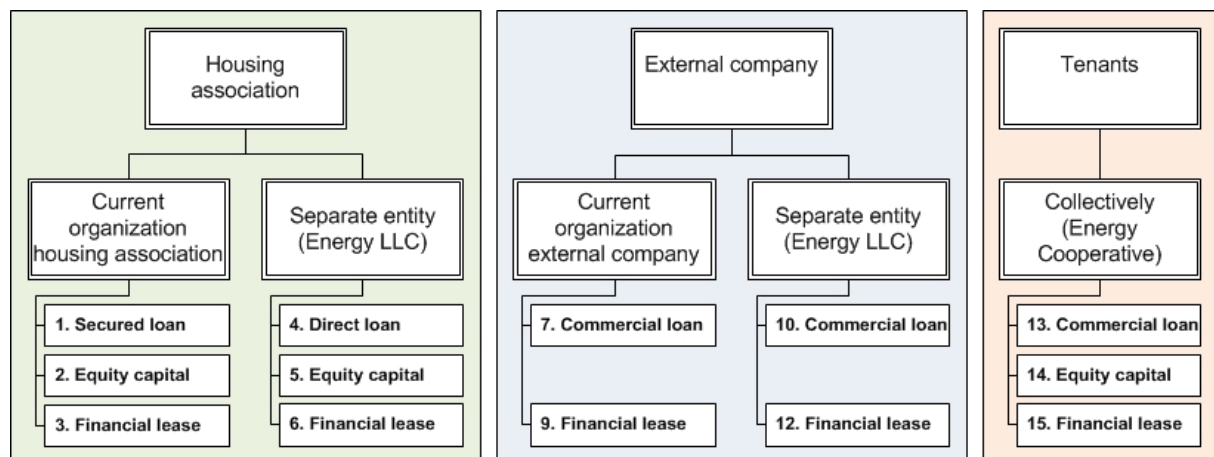 Housing
association
External company
Tenants
Current
organization
housing association
Separate entity
(Energy LLC)
Current
organization
external company
Separate entity
(Energy LLC)
Collectively
(Energy
Cooperative)
1. Secured loan
2. Equity capital
3. Financial lease
4. Direct loan
5. Equity capital
6. Financial lease
7. Commercial loan
9. Financial lease
10. Commercial loan
12. Financial lease
13. Commercial loan
14. Equity capital
15. Financial lease